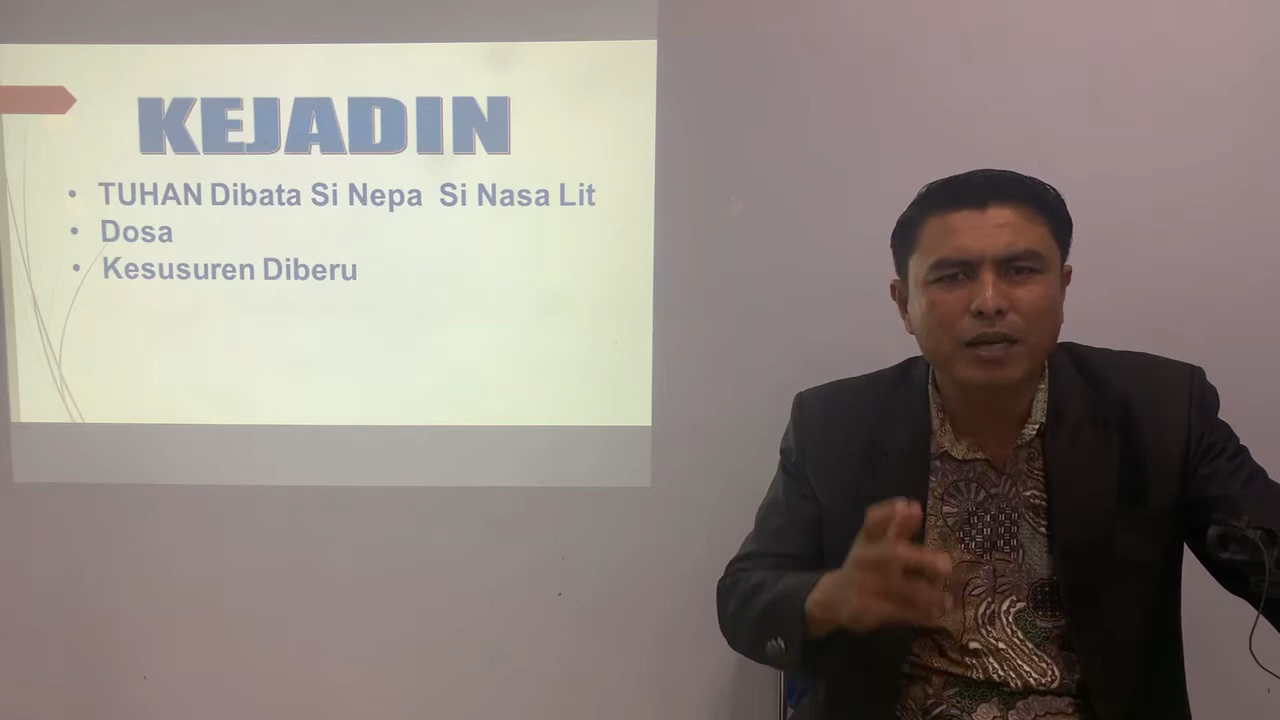 KEJADIN
• TUHAN Dibata Si Nepa Si Nasa Lit
• Dosa
• Kesusuren Diberu